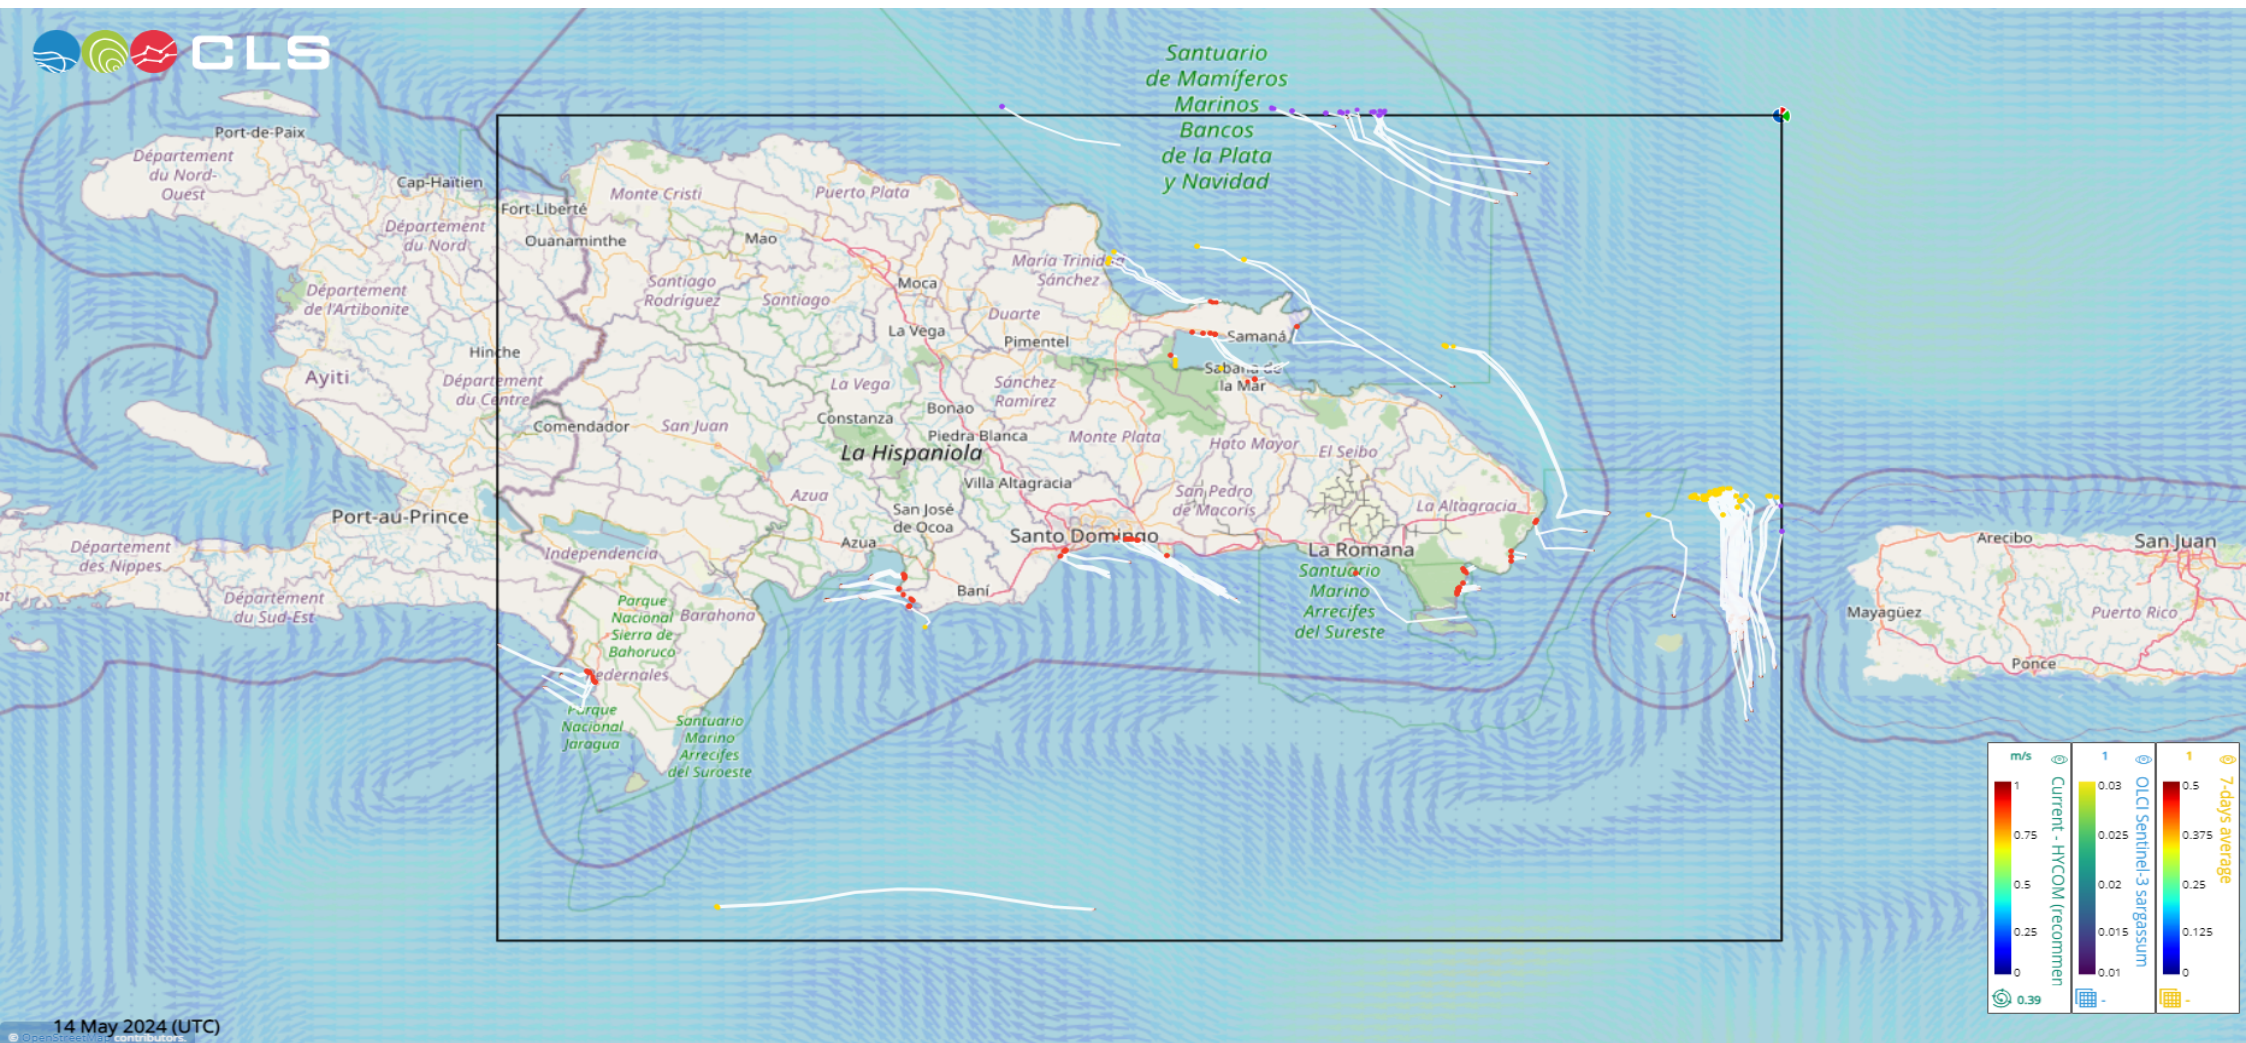 CLS
Santuario
de Mamíferos
Marinos
Bancos
de la Plata
y Navidad
Port-de-Paix
Département
du Nord-
Ouest
Cap-Haïtien
Fort-Liberté
Monte Cristi
Puerto Plata
Département
du Nord
Ouanaminthe
Mao
María Trinidad
Sánchez
Santiago
Rodríguez
Santiago
Moca
Département
de l'Artibonite
Duarte
La Vega
Pimentel
Samaná
Hinche
Sabana de
la Mar
Ayiti
Département
du Centre
La Vega
Sánchez
Ramírez
Constanza
Bonao
Comendador
San Juan
Piedra Blanca
Monte Plata
Hato Mayor
El Seibo
La Hispaniola
Villa Altagracia
Azua
San Pedro
de Macorís
La Altagracia
San José
de Ocoa
Port-au-Prince
Santo Domingo
Azua
La Romana
Arecibo
San Juan
Département
des Nippes
Independencia
Santuario
Marino
Arrecifes
del Sureste
Département
du Sud-Est
Baní
Parque
Nacional
Sierra de
Bahoruco
Barahona
Mayagüez
Puerto Rico
Ponce
Pedernales
Parque
Nacional
Jaragua
Santuario
Marino
Arrecifes
del Suroeste
m/s
1
0.75
0.5
0.25
0
0.39
Current - HYCOM (recommen
1
0.03
0.025
0.02
0.015
0.01
-
OLCI Sentinel-3 sargassum
1
0.5
0.375
0.25
0.125
0
-
7-days average
14 May 2024 (UTC)
© OpenStreetMap contributors.